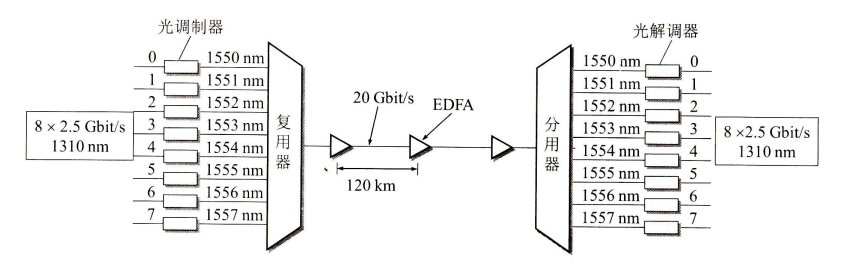 光调制器
光解调器
0 1550 nm
1 1551 nm
2 1552 nm
3 1553 nm
4 1554 nm
5 1555 nm
6 1556 nm
7 1557 nm
8 × 2.5 Gbit/s
1310 nm
复用器
20 Gbit/s
EDFA
120 km
分用器
1550 nm 0
1551 nm 1
1552 nm 2
1553 nm 3
1554 nm 4
1555 nm 5
1556 nm 6
1557 nm 7
8 ×2.5 Gbit/s
1310 nm